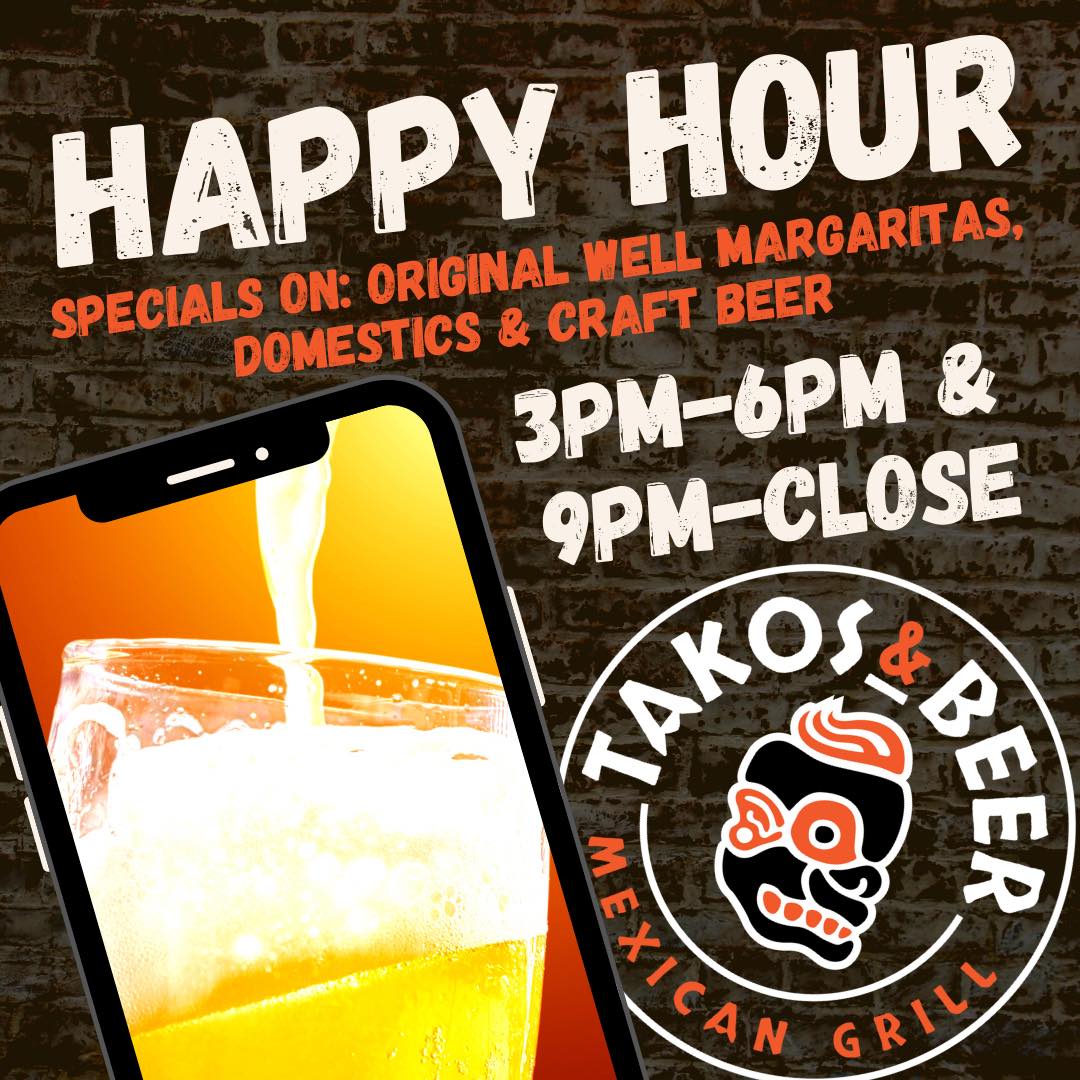 HAPPY HOUR
SPECIALS ON: ORIGINAL WELL MARGARITAS,
DOMESTICS & CRAFT BEER
3PM-6PM &
9PM-CLOSE
TAKOS & BEER
MEXICAN GRILL